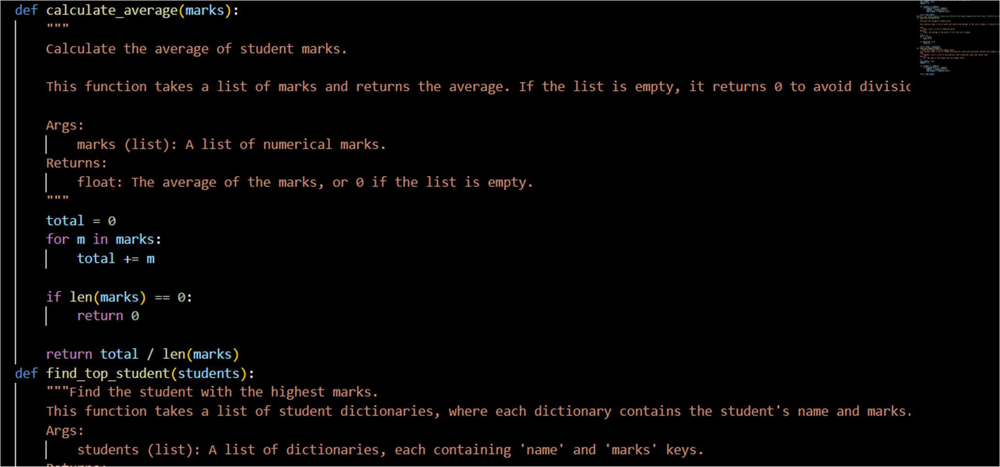 def calculate_average(marks):
"""
Calculate the average of student marks.
This function takes a list of marks and returns the average. If the list is empty, it returns 0 to avoid
Args:
marks (list): A list of numerical marks.
Returns:
float: The average of the marks, or 0 if the list is empty.
"""
total = 0
for m in marks:
total += m
if len(marks) == 0:
return 0
return total / len(marks)
def find_top_student(students):
"""Find the student with the highest marks.
This function takes a list of student dictionaries, where each dictionary contains the student's name and marks.
Args:
students (list): A list of dictionaries, each containing 'name' and 'marks' keys.